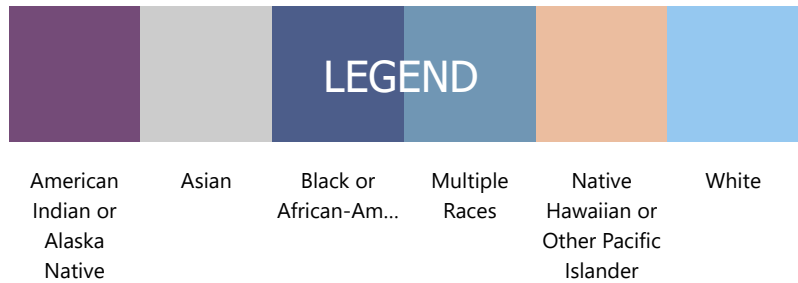 LEGEND
American
Indian or
Alaska
Native
Asian
Black or
African-Am...
Multiple
Races
Native
Hawaiian or
Other Pacific
Islander
White